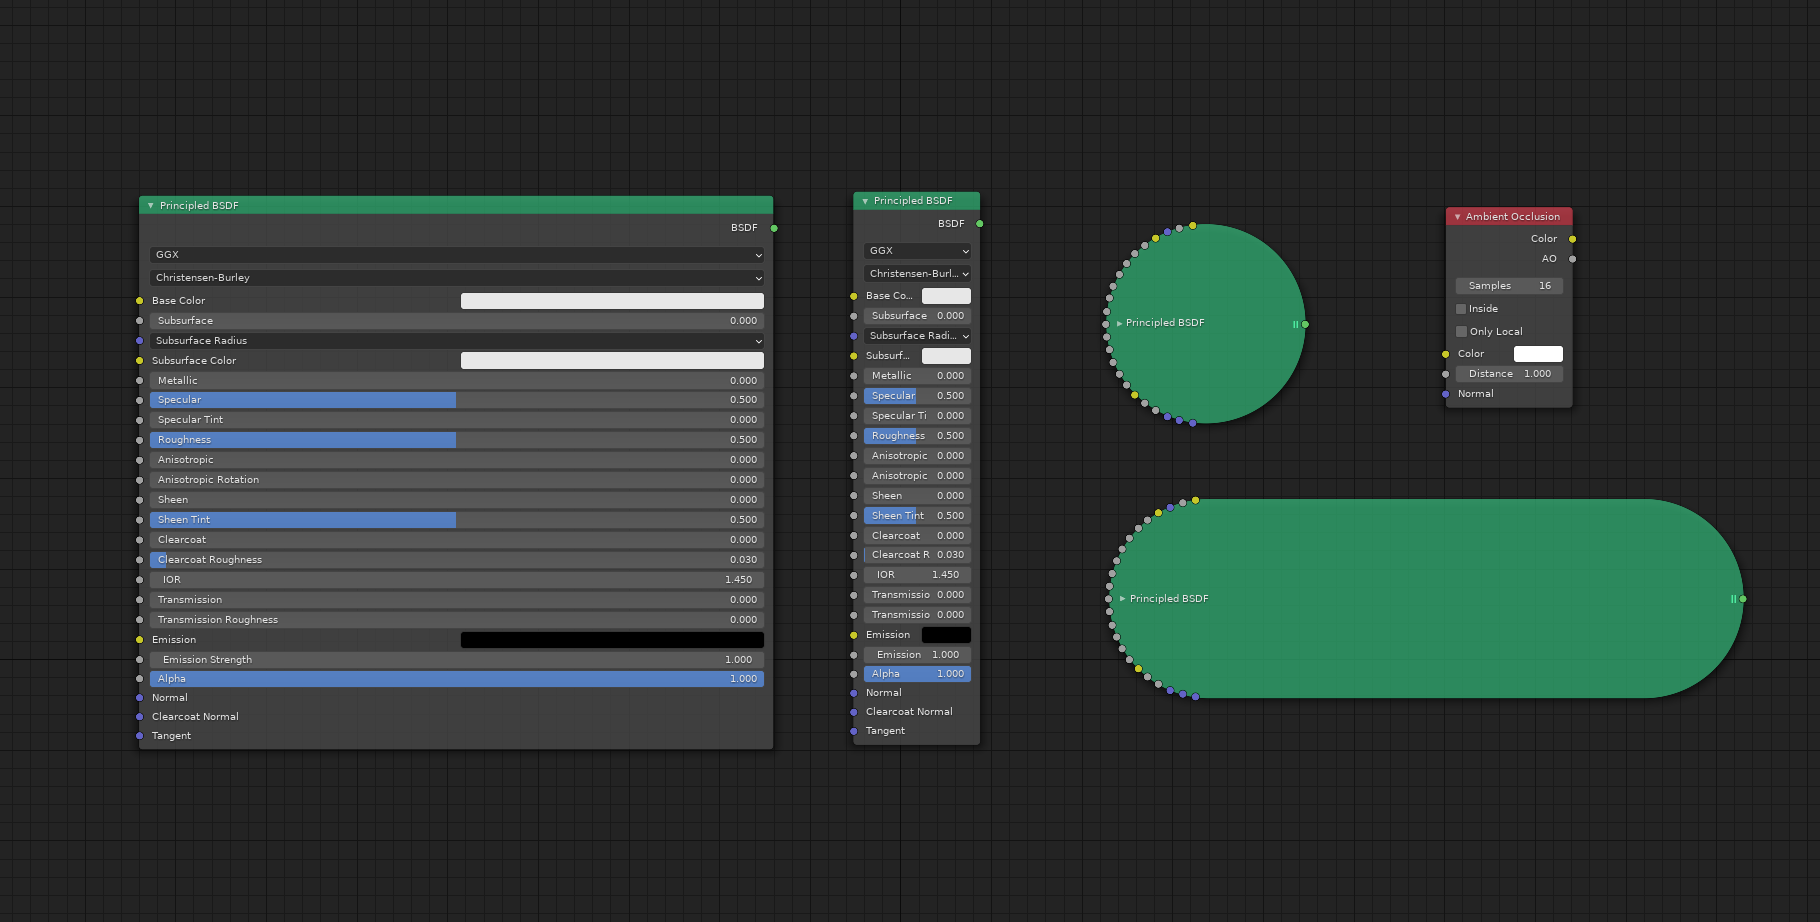 Principled BSDF
BSDF
GGX
Christensen-Burley
Base Color
Subsurface 0.000
Subsurface Radius
Subsurface Color
Metallic 0.000
Specular 0.500
Specular Tint 0.000
Roughness 0.500
Anisotropic 0.000
Anisotropic Rotation 0.000
Sheen 0.000
Sheen Tint 0.500
Clearcoat 0.000
Clearcoat Roughness 0.030
IOR 1.450
Transmission 0.000
Transmission Roughness 0.000
Emission
Emission Strength 1.000
Alpha 1.000
Normal
Clearcoat Normal
Tangent
Principled BSDF
BSDF
GGX
Christensen-Burl...
Base Co...
Subsurface 0.000
Subsurface Radi...
Subsurf...
Metallic 0.000
Specular 0.500
Specular Ti 0.000
Roughness 0.500
Anisotropic 0.000
Anisotropic 0.000
Sheen 0.000
Sheen Tint 0.500
Clearcoat 0.000
Clearcoat R 0.030
IOR 1.450
Transmissio 0.000
Transmissio 0.000
Emission
Emission 1.000
Alpha 1.000
Normal
Clearcoat Normal
Tangent
Principled BSDF
Principled BSDF
Ambient Occlusion
Color
AO
Samples 16
Inside
Only Local
Color
Distance 1.000
Normal